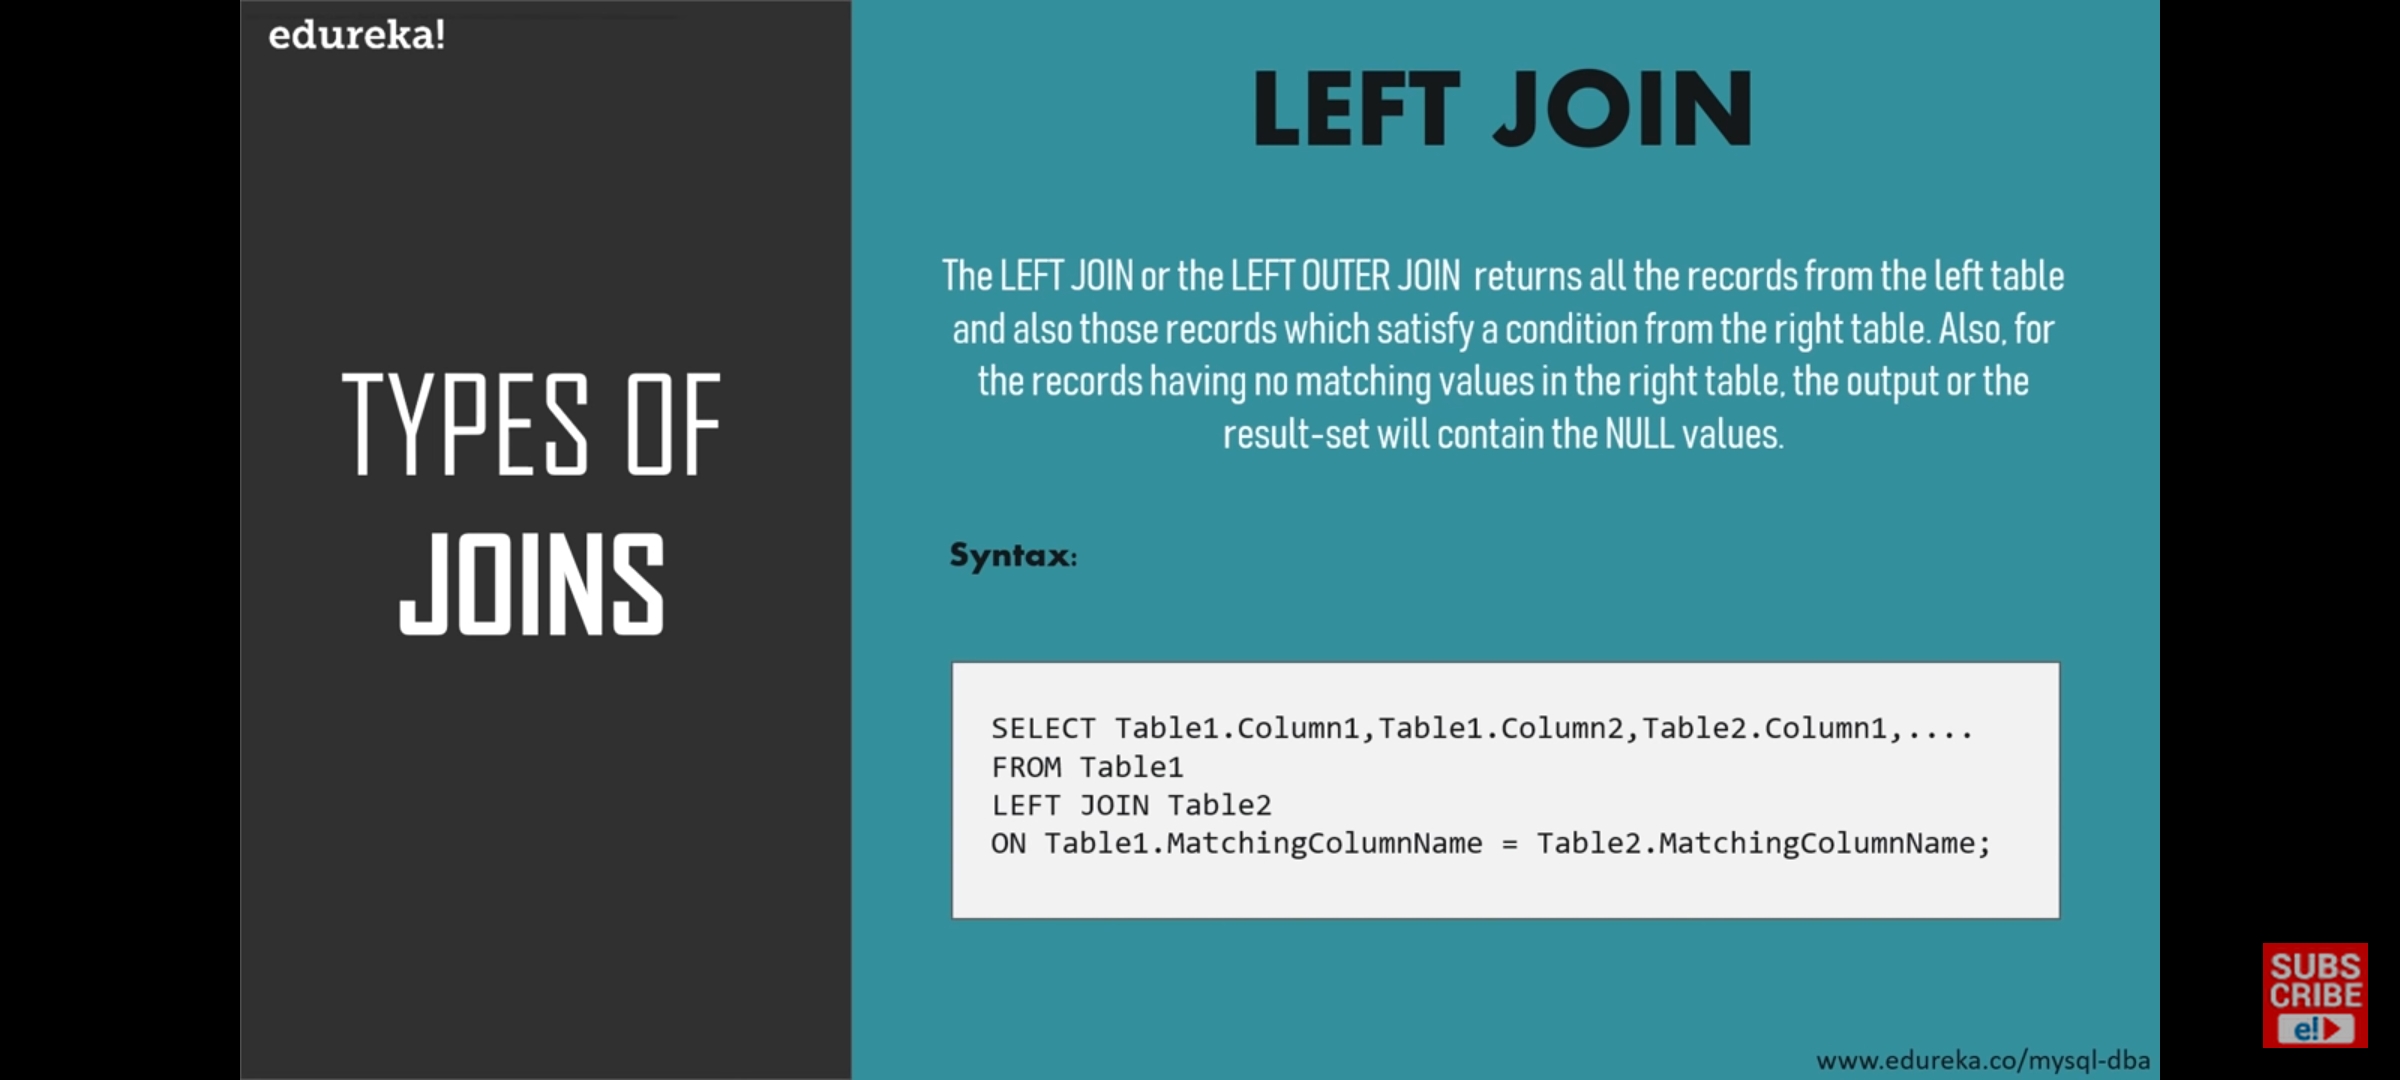 edureka!
TYPES OF
JOINS
LEFT JOIN
The LEFT JOIN or the LEFT OUTER JOIN returns all the records from the left table
and also those records which satisfy a condition from the right table. Also, for
the records having no matching values in the right table, the output or the
result-set will contain the NULL values.
Syntax:
SELECT Table1.Column1,Table1.Column2,Table2.Column1,....
FROM Table1
LEFT JOIN Table2
ON Table1.MatchingColumnName = Table2.MatchingColumnName;
SUBS
CRIBE
e!
www.edureka.co/mysql-dba